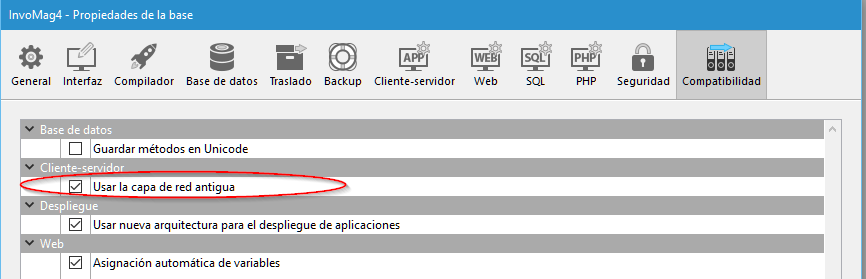 InvoMag4 - Propiedades de la base
General Interfaz Compilador Base de datos Traslado Backup Cliente-servidor Web SQL PHP Seguridad Compatibilidad
APP WEB SQL PHP
Base de datos
Guardar métodos en Unicode
Cliente-servidor
Usar la capa de red antigua
Despliegue
Usar nueva arquitectura para el despliegue de aplicaciones
Web
Asignación automática de variables